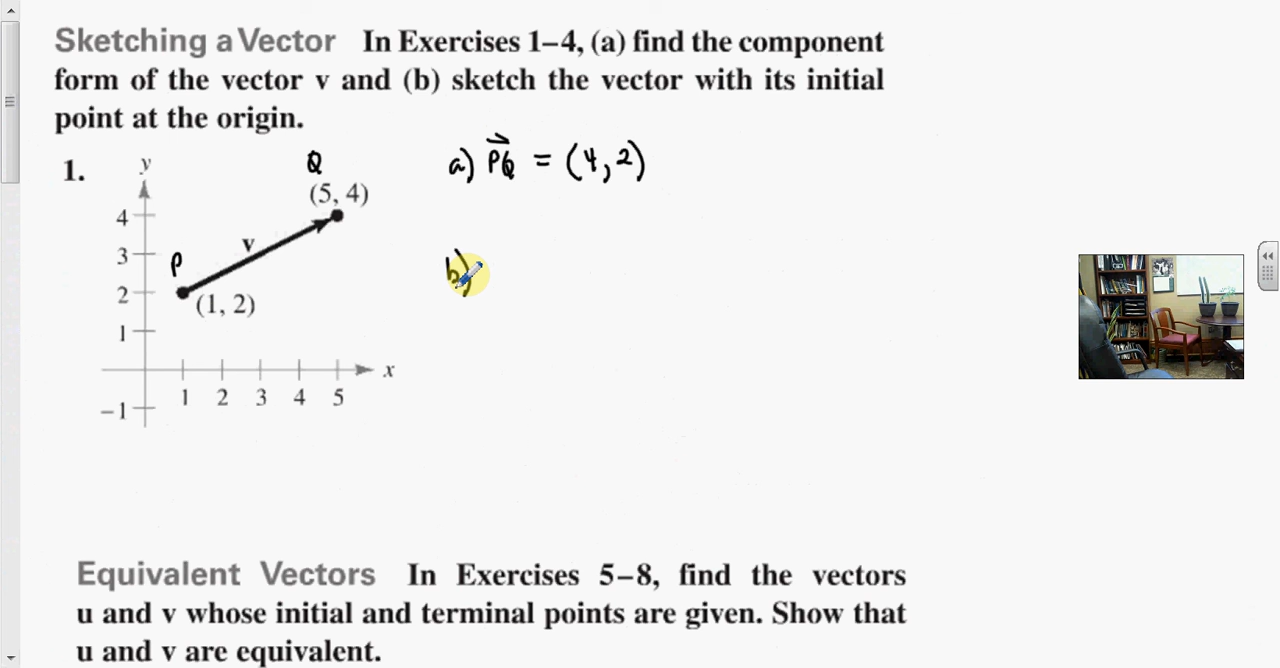 Sketching a Vector In Exercises 1–4, (a) find the component
form of the vector v and (b) sketch the vector with its initial
point at the origin.
1.
y
Q
(5, 4)
a) PQ⃗ = (4, 2)
4
v
3
P
2
(1, 2)
b)
1
x
1 2 3 4 5
−1
Equivalent Vectors In Exercises 5–8, find the vectors
u and v whose initial and terminal points are given. Show that
u and v are equivalent.